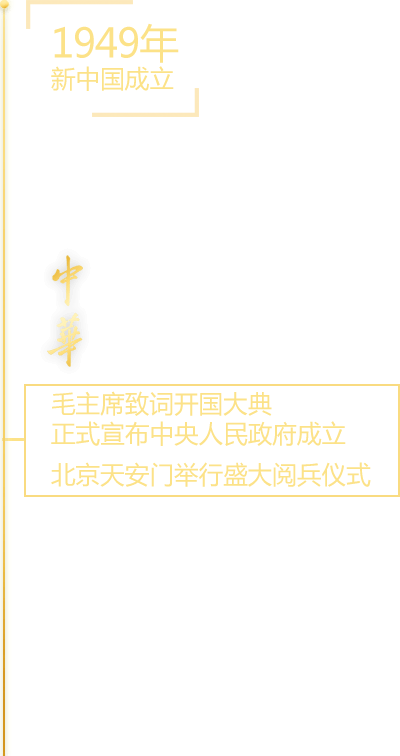 1949年
新中国成立
中
華
毛主席致词开国大典
正式宣布中央人民政府成立
北京天安门举行盛大阅兵仪式